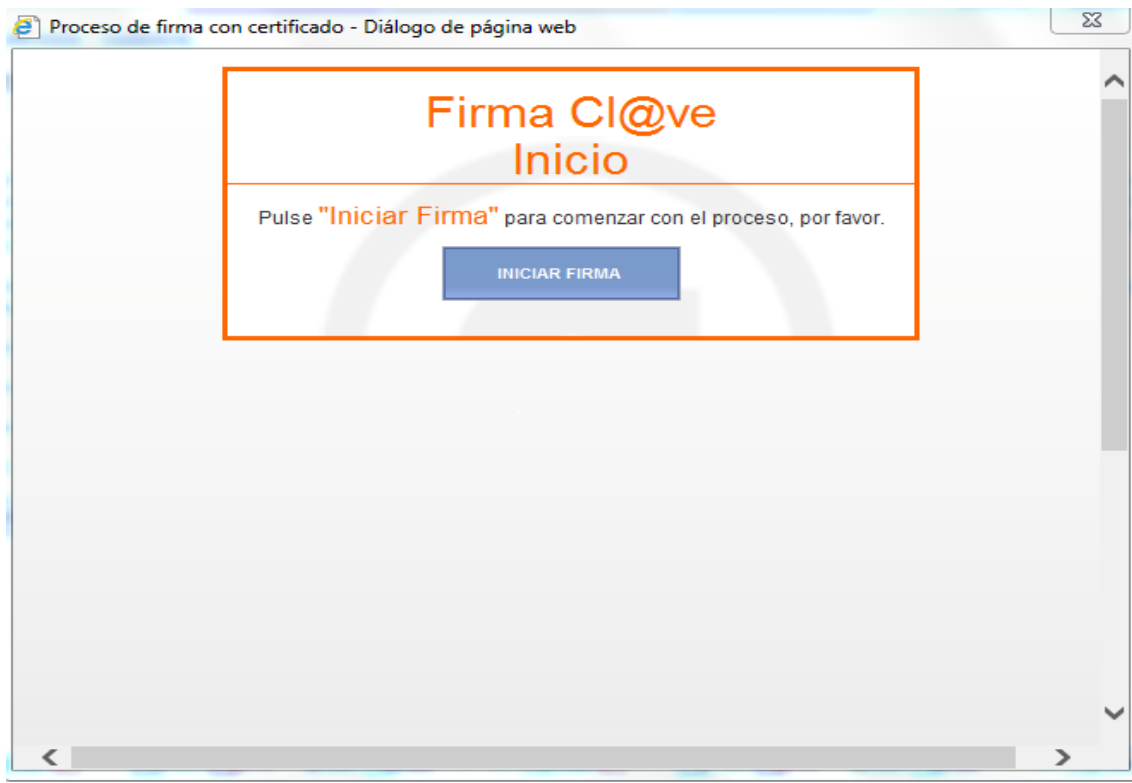 Proceso de firma con certificado - Diálogo de página web
Firma Cl@ve
Inicio
Pulse "Iniciar Firma" para comenzar con el proceso, por favor.
INICIAR FIRMA